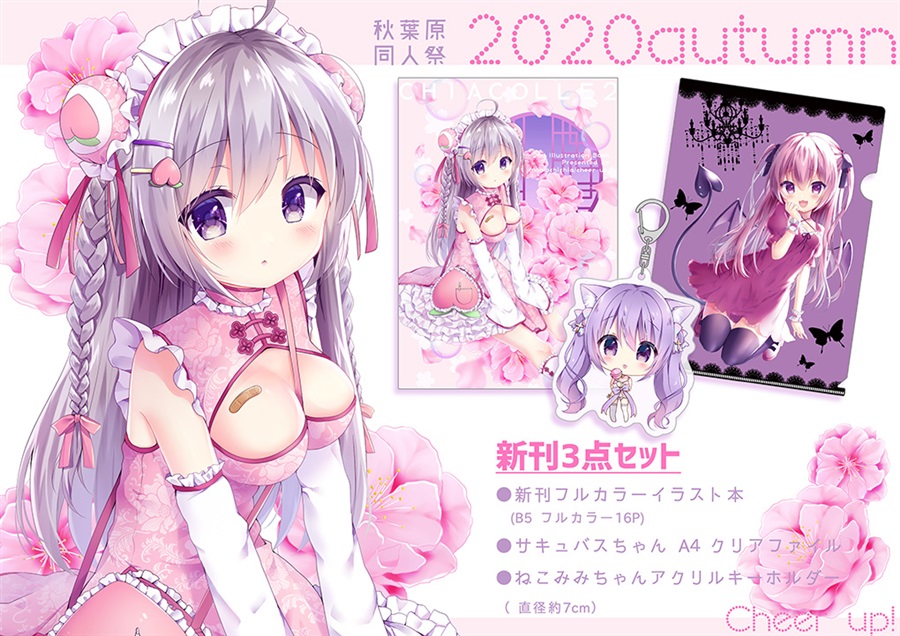 秋葉原
同人祭
2020autumn
CHIACOLLE2
Illustration Book
Presented
新刊3点セット
●新刊フルカラーイラスト本
(B5 フルカラー16P)
●サキュバスちゃん A4 クリアファイル
●ねこみみちゃんアクリルキーホルダー
( 直径約7cm)
Cheer up!